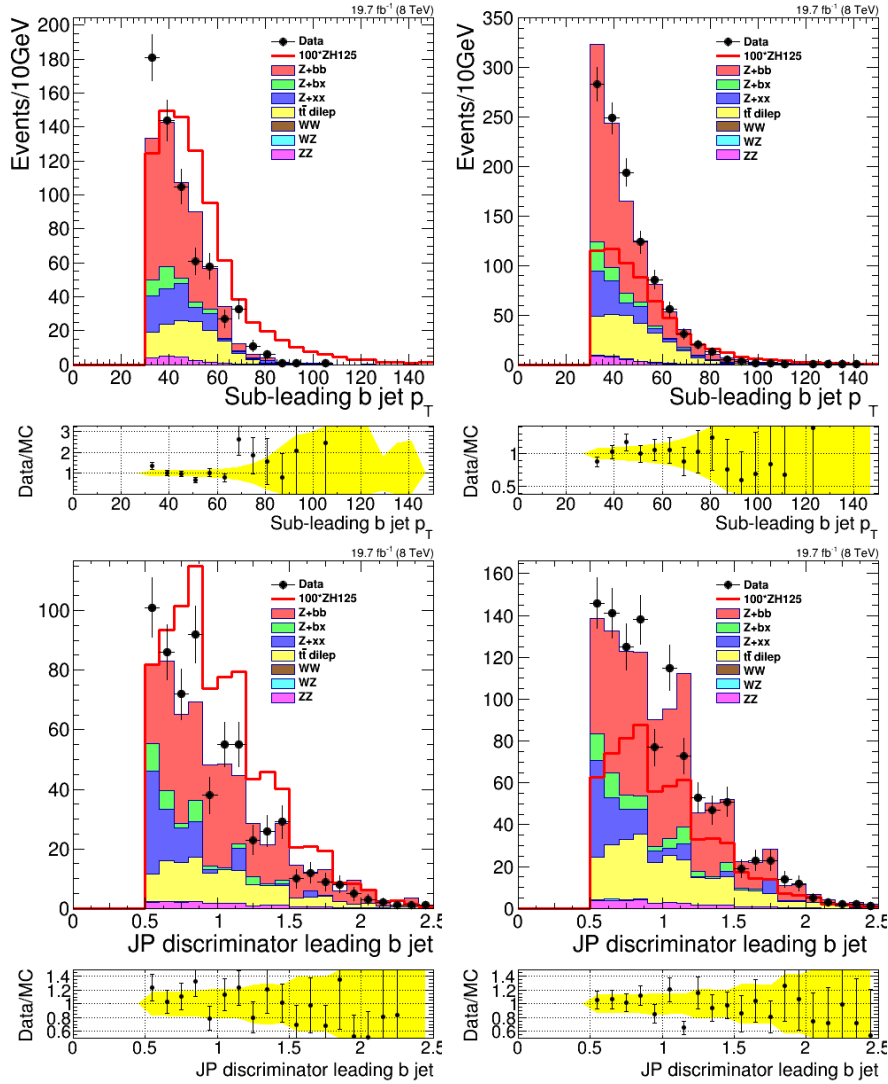 19.7 fb⁻¹ (8 TeV)
Events/10GeV
200
180
160
140
120
100
80
60
40
20
0
Data
100*ZH125
Z+bb
Z+bx
Z+xx
tt̄ dilep
WW
WZ
ZZ
0 20 40 60 80 100 120 140
Sub-leading b jet p_T
Data/MC
3
2
1
0 20 40 60 80 100 120 140
Sub-leading b jet p_T
19.7 fb⁻¹ (8 TeV)
Events/10GeV
350
300
250
200
150
100
50
0
Data
100*ZH125
Z+bb
Z+bx
Z+xx
tt̄ dilep
WW
WZ
ZZ
0 20 40 60 80 100 120 140
Sub-leading b jet p_T
Data/MC
1
0.5
0 20 40 60 80 100 120 140
Sub-leading b jet p_T
19.7 fb⁻¹ (8 TeV)
100
80
60
40
20
0
Data
100*ZH125
Z+bb
Z+bx
Z+xx
tt̄ dilep
WW
WZ
ZZ
0 0.5 1 1.5 2 2.5
JP discriminator leading b jet
Data/MC
1.4
1.2
1
0.8
0.6
0 0.5 1 1.5 2 2.5
JP discriminator leading b jet
19.7 fb⁻¹ (8 TeV)
160
140
120
100
80
60
40
20
0
Data
100*ZH125
Z+bb
Z+bx
Z+xx
tt̄ dilep
WW
WZ
ZZ
0 0.5 1 1.5 2 2.5
JP discriminator leading b jet
Data/MC
1.4
1.2
1
0.8
0.6
0 0.5 1 1.5 2 2.5
JP discriminator leading b jet